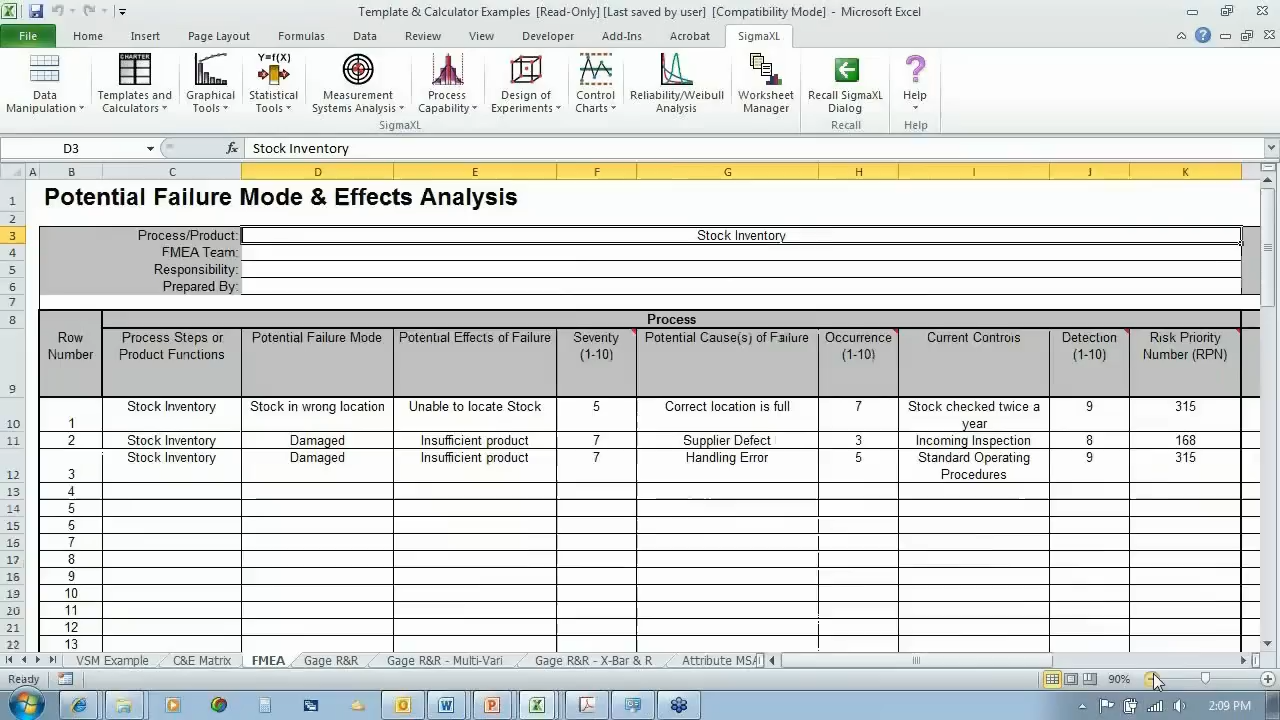 Template & Calculator Examples [Read-Only] [Last saved by user] [Compatibility Mode] - Microsoft Excel
File Home Insert Page Layout Formulas Data Review View Developer Add-Ins Acrobat SigmaXL
CHARTER Y=f(X)
Data Manipulation
Templates and Calculators
Graphical Tools
Statistical Tools
Measurement Systems Analysis
Process Capability
Design of Experiments
Control Charts
Reliability/Weibull Analysis
Worksheet Manager
Recall SigmaXL Dialog
Help
SigmaXL Recall Help
D3 fx Stock Inventory
A B C D E F G H I J K
1 Potential Failure Mode & Effects Analysis
2
3 Process/Product: Stock Inventory
4 FMEA Team:
5 Responsibility:
6 Prepared By:
7
8 Process
9 Row Number Process Steps or Product Functions Potential Failure Mode Potential Effects of Failure Severity (1-10) Potential Cause(s) of Failure Occurrence (1-10) Current Controls Detection (1-10) Risk Priority Number (RPN)
10 1 Stock Inventory Stock in wrong location Unable to locate Stock 5 Correct location is full 7 Stock checked twice a year 9 315
11 2 Stock Inventory Damaged Insufficient product 7 Supplier Defect 3 Incoming Inspection 8 168
12 3 Stock Inventory Damaged Insufficient product 7 Handling Error 5 Standard Operating Procedures 9 315
13 4
14 5
15 6
16 7
17 8
18 9
19 10
20 11
21 12
22 13
VSM Example C&E Matrix FMEA Gage R&R Gage R&R - Multi-Vari Gage R&R - X-Bar & R Attribute MSA
Ready 90%
2:09 PM